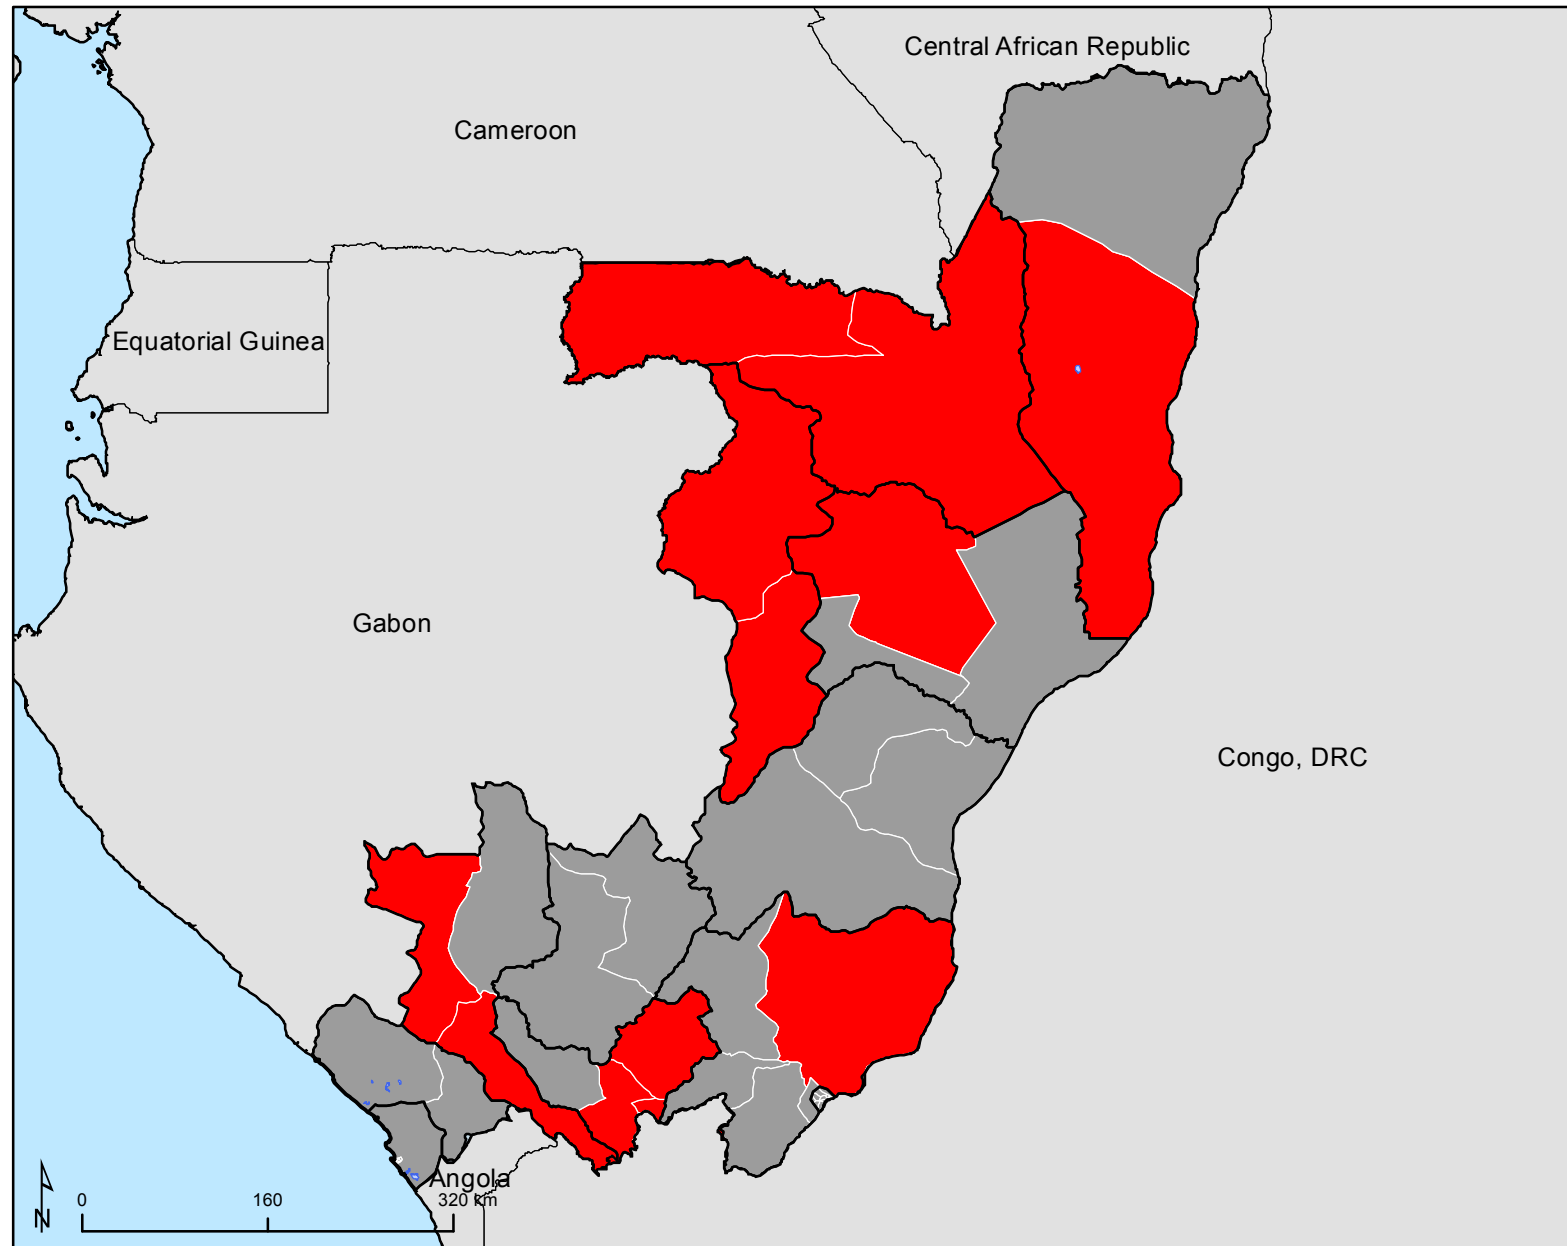 Central African Republic
Cameroon
Equatorial Guinea
Gabon
Congo, DRC
Angola
N
0 160 320 km